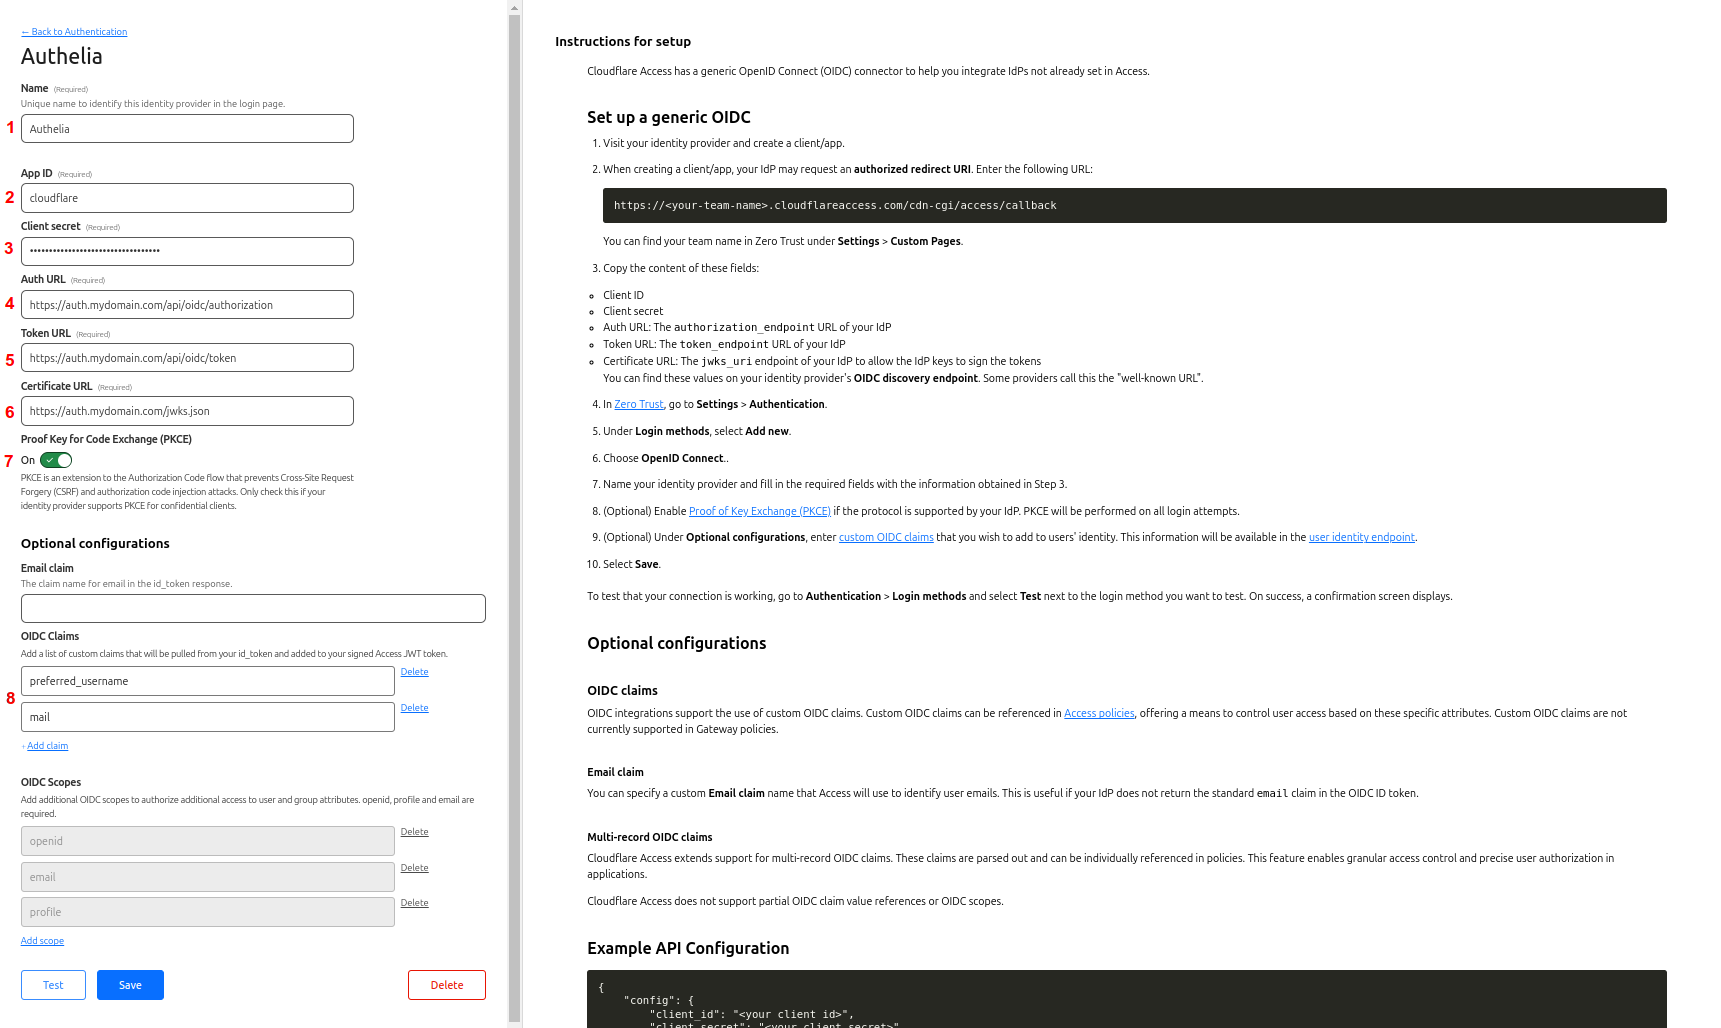 ← Back to Authentication
Authelia
Name (Required)
Unique name to identify this identity provider in the login page.
1
Authelia
App ID (Required)
2
cloudflare
Client secret (Required)
3
••••••••••••••••••••••••••••••••••
Auth URL (Required)
4
https://auth.mydomain.com/api/oidc/authorization
Token URL (Required)
5
https://auth.mydomain.com/api/oidc/token
Certificate URL (Required)
6
https://auth.mydomain.com/jwks.json
Proof Key for Code Exchange (PKCE)
7
On
PKCE is an extension to the Authorization Code flow that prevents Cross-Site Request
Forgery (CSRF) and authorization code injection attacks. Only check this if your
identity provider supports PKCE for confidential clients.
Optional configurations
Email claim
The claim name for email in the id_token response.
OIDC Claims
Add a list of custom claims that will be pulled from your id_token and added to your signed Access JWT token.
preferred_username
Delete
8
mail
Delete
+ Add claim
OIDC Scopes
Add additional OIDC scopes to authorize additional access to user and group attributes. openid, profile and email are
required.
openid
Delete
email
Delete
profile
Delete
Add scope
Test
Save
Delete
Instructions for setup
Cloudflare Access has a generic OpenID Connect (OIDC) connector to help you integrate IdPs not already set in Access.
Set up a generic OIDC
1. Visit your identity provider and create a client/app.
2. When creating a client/app, your IdP may request an authorized redirect URI. Enter the following URL:
https://<your-team-name>.cloudflareaccess.com/cdn-cgi/access/callback
You can find your team name in Zero Trust under Settings > Custom Pages.
3. Copy the content of these fields:
Client ID
Client secret
Auth URL: The authorization_endpoint URL of your IdP
Token URL: The token_endpoint URL of your IdP
Certificate URL: The jwks_uri endpoint of your IdP to allow the IdP keys to sign the tokens
You can find these values on your identity provider's OIDC discovery endpoint. Some providers call this the "well-known URL".
4. In Zero Trust, go to Settings > Authentication.
5. Under Login methods, select Add new.
6. Choose OpenID Connect..
7. Name your identity provider and fill in the required fields with the information obtained in Step 3.
8. (Optional) Enable Proof of Key Exchange (PKCE) if the protocol is supported by your IdP. PKCE will be performed on all login attempts.
9. (Optional) Under Optional configurations, enter custom OIDC claims that you wish to add to users' identity. This information will be available in the user identity endpoint.
10. Select Save.
To test that your connection is working, go to Authentication > Login methods and select Test next to the login method you want to test. On success, a confirmation screen displays.
Optional configurations
OIDC claims
OIDC integrations support the use of custom OIDC claims. Custom OIDC claims can be referenced in Access policies, offering a means to control user access based on these specific attributes. Custom OIDC claims are not
currently supported in Gateway policies.
Email claim
You can specify a custom Email claim name that Access will use to identify user emails. This is useful if your IdP does not return the standard email claim in the OIDC ID token.
Multi-record OIDC claims
Cloudflare Access extends support for multi-record OIDC claims. These claims are parsed out and can be individually referenced in policies. This feature enables granular access control and precise user authorization in
applications.
Cloudflare Access does not support partial OIDC claim value references or OIDC scopes.
Example API Configuration
{
"config": {
"client_id": "<your client id>",
"client_secret": "<your client secret>"